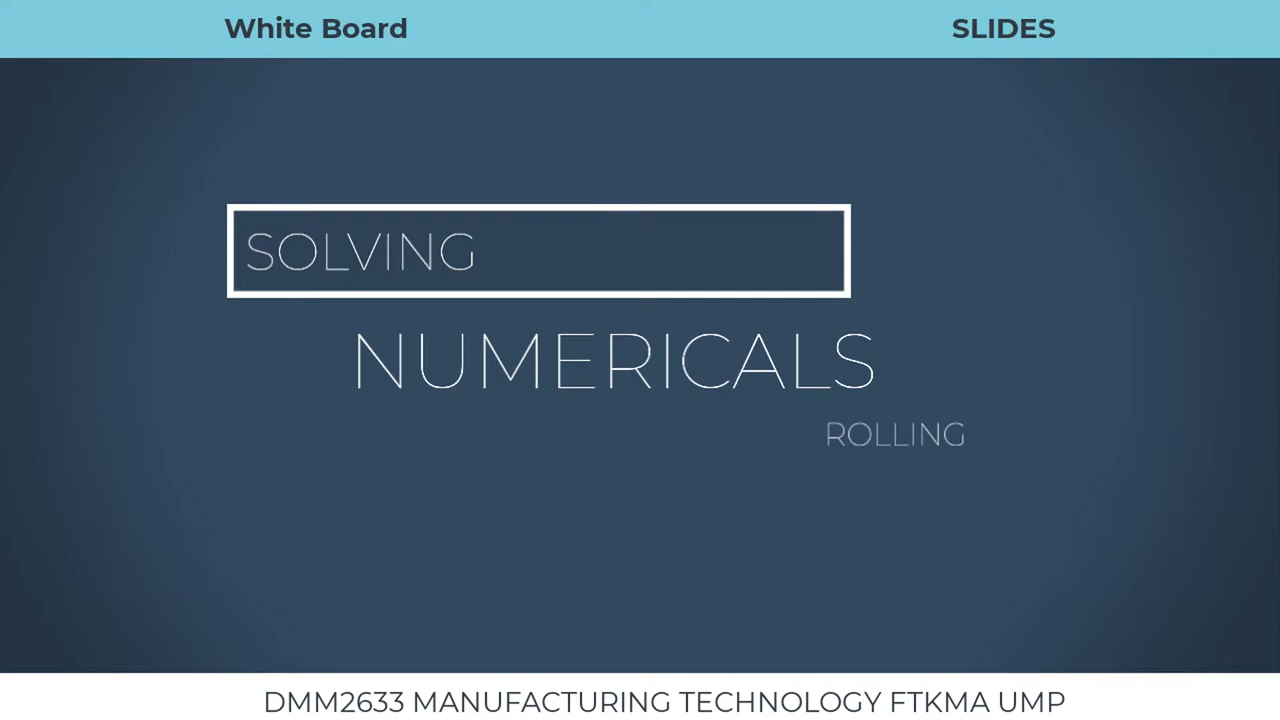 White Board
SLIDES
SOLVING
NUMERICALS
ROLLING
DMM2633 MANUFACTURING TECHNOLOGY FTKMA UMP